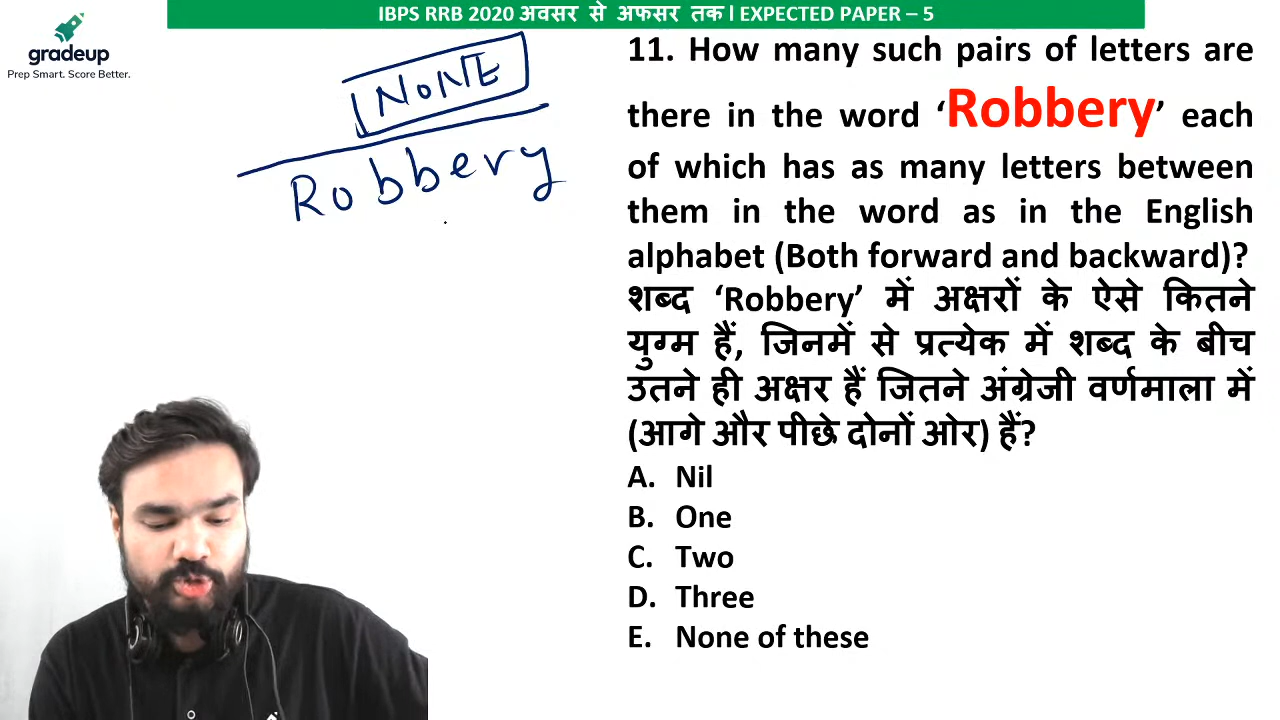 IBPS RRB 2020 अवसर से अफसर तक l EXPECTED PAPER – 5
gradeup
Prep Smart. Score Better.
NONE
Robbery
11. How many such pairs of letters are
there in the word ‘Robbery’ each
of which has as many letters between
them in the word as in the English
alphabet (Both forward and backward)?
शब्द ‘Robbery’ में अक्षरों के ऐसे कितने
युग्म हैं, जिनमें से प्रत्येक में शब्द के बीच
उतने ही अक्षर हैं जितने अंग्रेजी वर्णमाला में
(आगे और पीछे दोनों ओर) हैं?
A. Nil
B. One
C. Two
D. Three
E. None of these